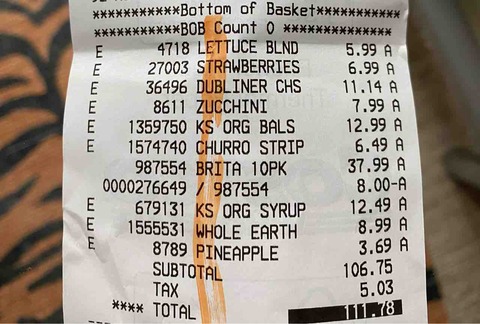 ***********Bottom of Basket***********
************BOB Count 0 **************
E 4718 LETTUCE BLND 5.99 A
E 27003 STRAWBERRIES 6.99 A
E 36496 DUBLINER CHS 11.14 A
E 8611 ZUCCHINI 7.99 A
E 1359750 KS ORG BALS 12.99 A
E 1574740 CHURRO STRIP 6.49 A
987554 BRITA 10PK 37.99 A
0000276649 / 987554 8.00-A
E 679131 KS ORG SYRUP 12.49 A
E 1555531 WHOLE EARTH 8.99 A
E 8789 PINEAPPLE 3.69 A
SUBTOTAL 106.75
TAX 5.03
**** TOTAL 111.78